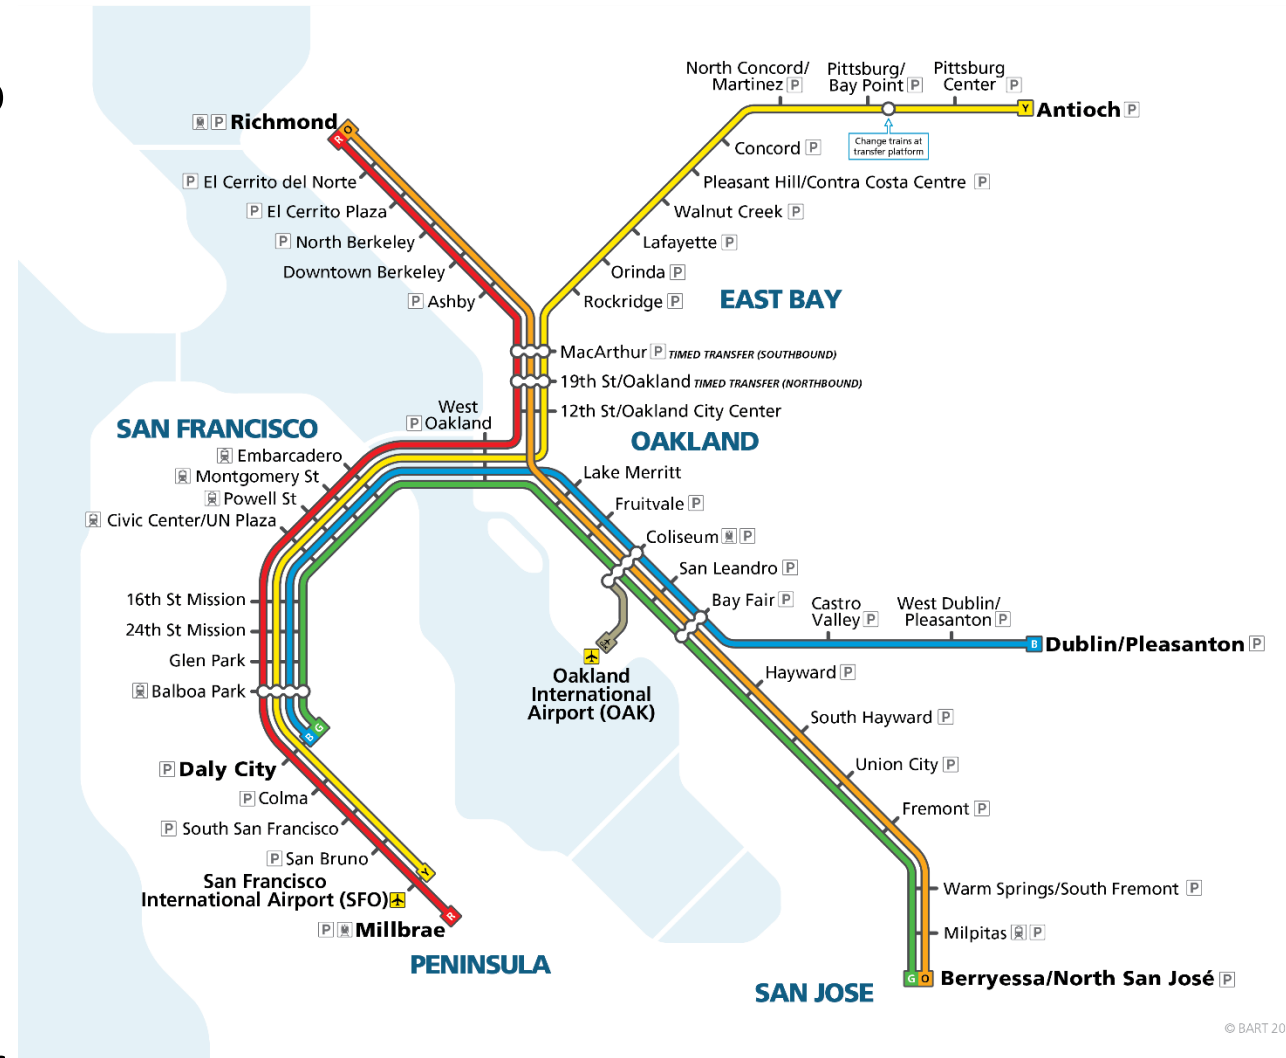 North Concord/
Martinez P
Pittsburg/
Bay Point P
Pittsburg
Center P
Y
Antioch P
Change trains at
transfer platform
P Richmond
O
R
Concord P
P El Cerrito del Norte
Pleasant Hill/Contra Costa Centre P
P El Cerrito Plaza
Walnut Creek P
P North Berkeley
Lafayette P
Downtown Berkeley
Orinda P
P Ashby
Rockridge P
EAST BAY
MacArthur P TIMED TRANSFER (SOUTHBOUND)
19th St/Oakland TIMED TRANSFER (NORTHBOUND)
12th St/Oakland City Center
West
P Oakland
SAN FRANCISCO
OAKLAND
Embarcadero
Montgomery St
Powell St
Civic Center/UN Plaza
Lake Merritt
Fruitvale P
Coliseum P
San Leandro P
Bay Fair P
Castro
Valley P
West Dublin/
Pleasanton P
B
Dublin/Pleasanton P
16th St Mission
24th St Mission
Glen Park
Balboa Park
G
B
Oakland
International
Airport (OAK)
Hayward P
South Hayward P
Union City P
Fremont P
P Daly City
P Colma
P South San Francisco
P San Bruno
Y
San Francisco
International Airport (SFO)
R
P Millbrae
PENINSULA
Warm Springs/South Fremont P
Milpitas P
G O
Berryessa/North San José P
SAN JOSE
© BART 20